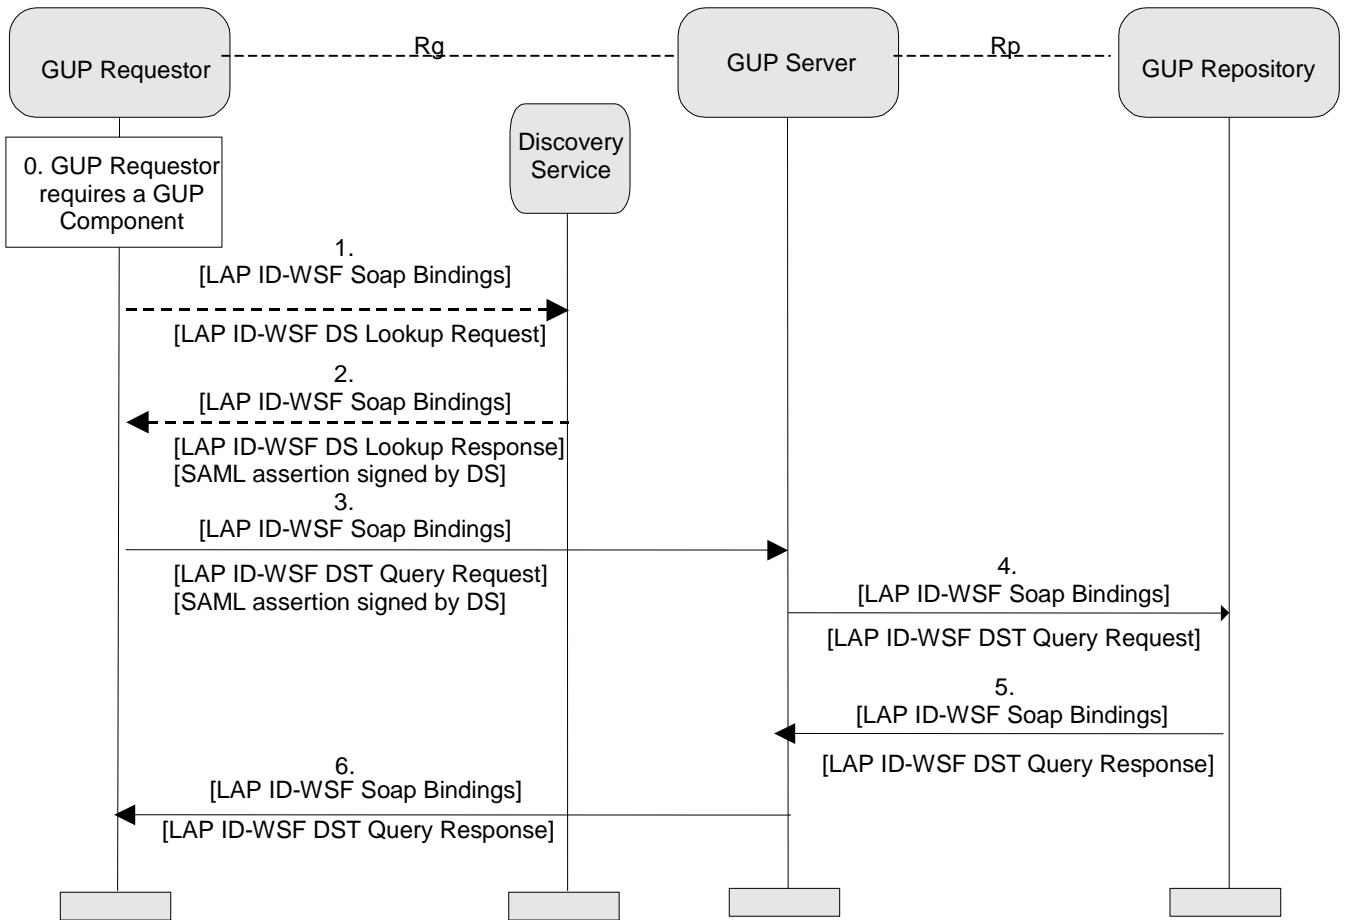 GUP Requestor
Rg
GUP Server
Rp
GUP Repository
Discovery
Service
0. GUP Requestor
requires a GUP
Component
1.
[LAP ID-WSF Soap Bindings]
[LAP ID-WSF DS Lookup Request]
2.
[LAP ID-WSF Soap Bindings]
[LAP ID-WSF DS Lookup Response]
[SAML assertion signed by DS]
3.
[LAP ID-WSF Soap Bindings]
[LAP ID-WSF DST Query Request]
[SAML assertion signed by DS]
4.
[LAP ID-WSF Soap Bindings]
[LAP ID-WSF DST Query Request]
5.
[LAP ID-WSF Soap Bindings]
[LAP ID-WSF DST Query Response]
6.
[LAP ID-WSF Soap Bindings]
[LAP ID-WSF DST Query Response]